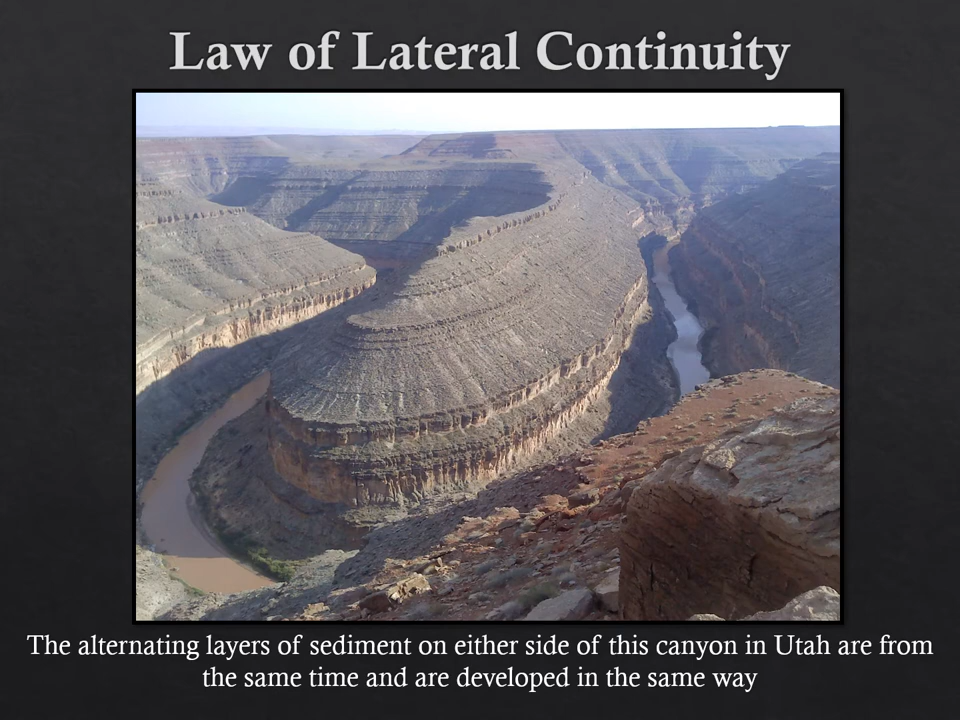 Law of Lateral Continuity
The alternating layers of sediment on either side of this canyon in Utah are from
the same time and are developed in the same way